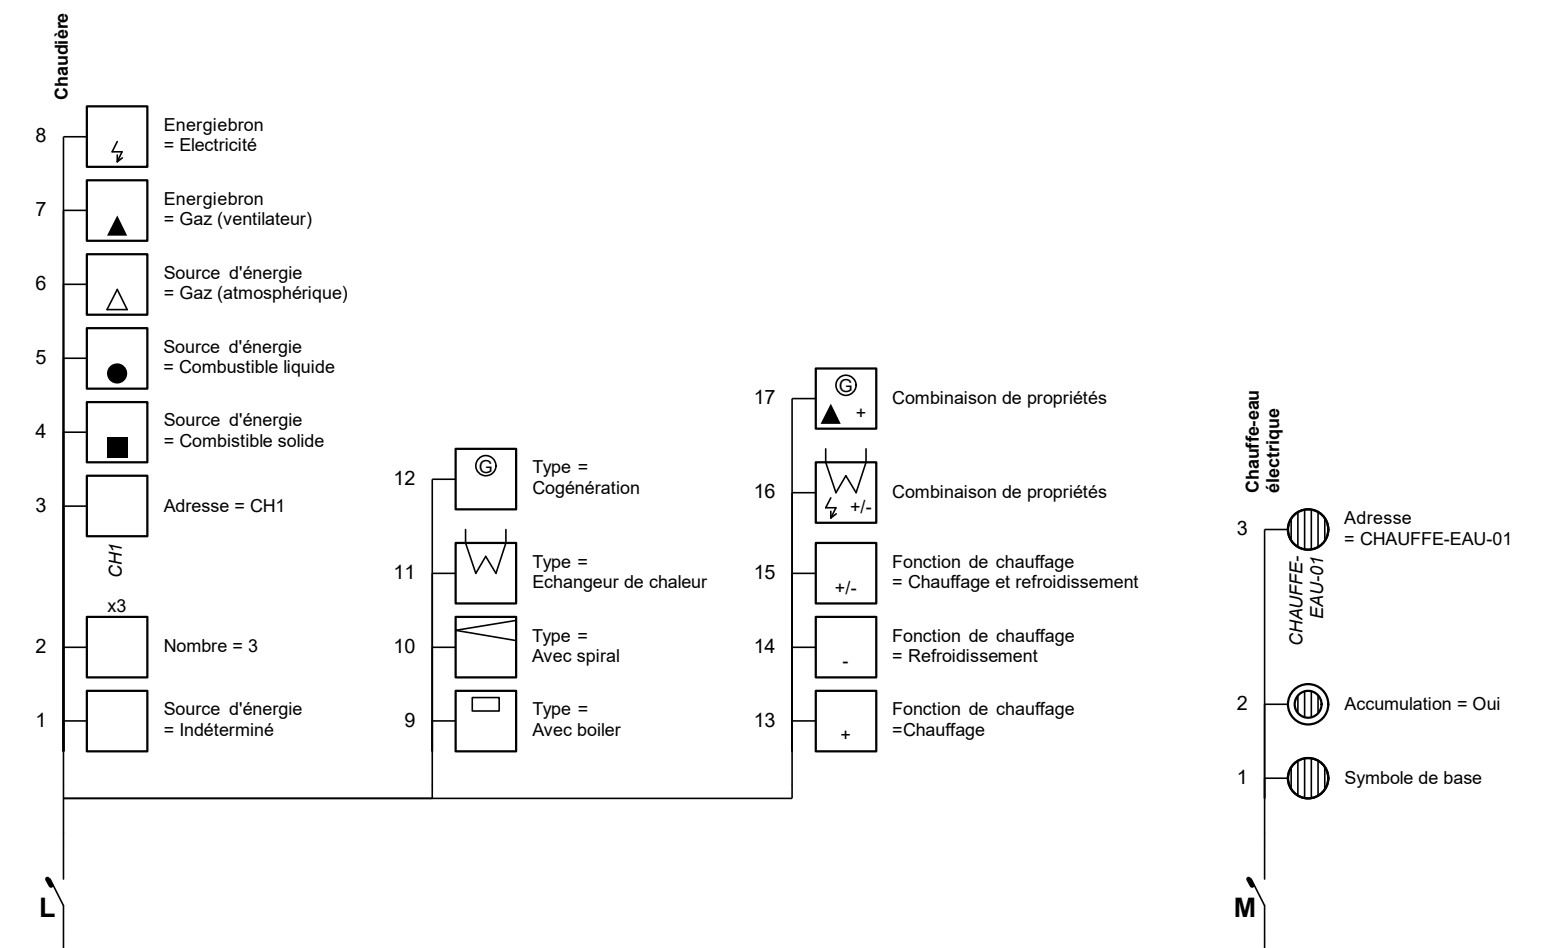 Chaudière
8
Energiebron
= Electricité
7
Energiebron
= Gaz (ventilateur)
6
Source d'énergie
= Gaz (atmosphérique)
5
Source d'énergie
= Combustible liquide
4
Source d'énergie
= Combistible solide
3
Adresse = CH1
CH1
x3
2
Nombre = 3
1
Source d'énergie
= Indéterminé
12
G
Type =
Cogénération
11
Type =
Echangeur de chaleur
10
Type =
Avec spiral
9
Type =
Avec boiler
17
G
+
Combinaison de propriétés
16
+/-
Combinaison de propriétés
15
+/-
Fonction de chauffage
= Chauffage et refroidissement
14
-
Fonction de chauffage
= Refroidissement
13
+
Fonction de chauffage
=Chauffage
Chauffe-eau
électrique
3
Adresse
= CHAUFFE-EAU-01
CHAUFFE-
EAU-01
2
Accumulation = Oui
1
Symbole de base
L
M